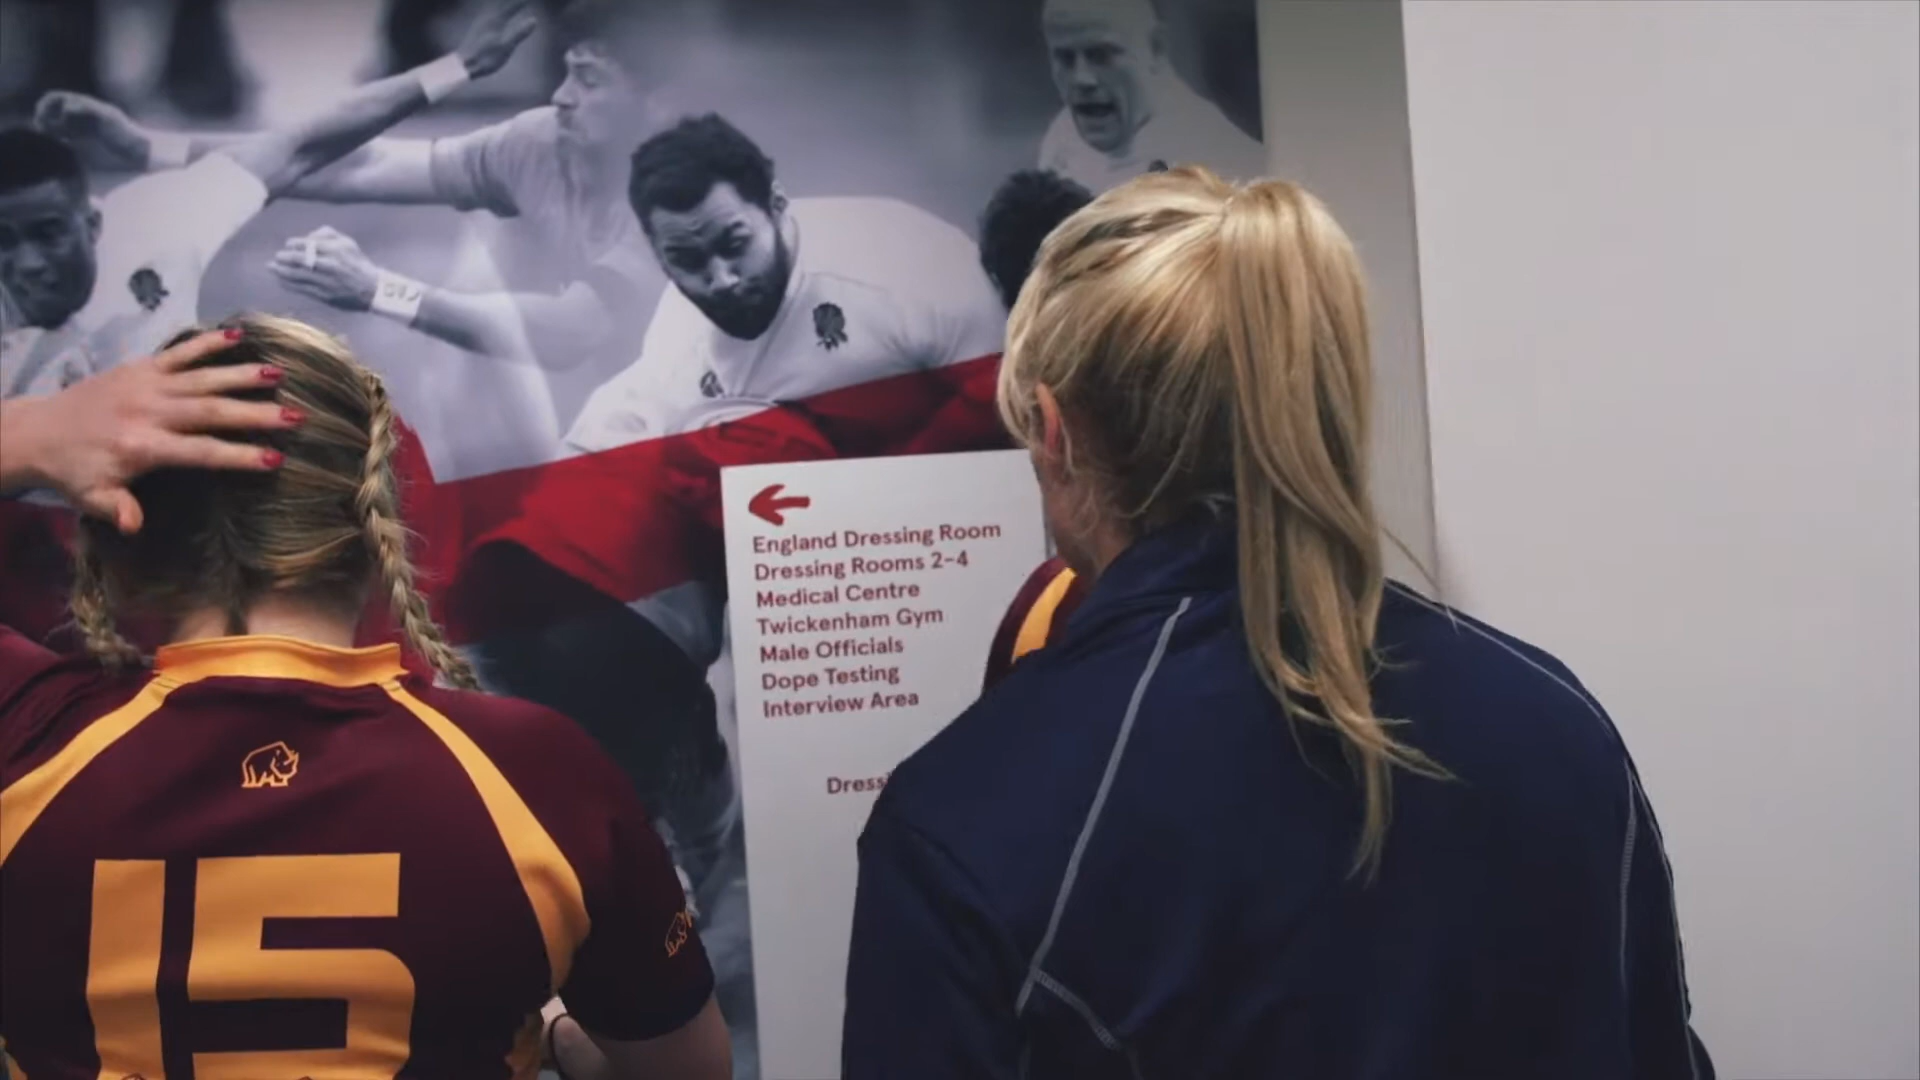 England Dressing Room
Dressing Rooms 2-4
Medical Centre
Twickenham Gym
Male Officials
Dope Testing
Interview Area
15